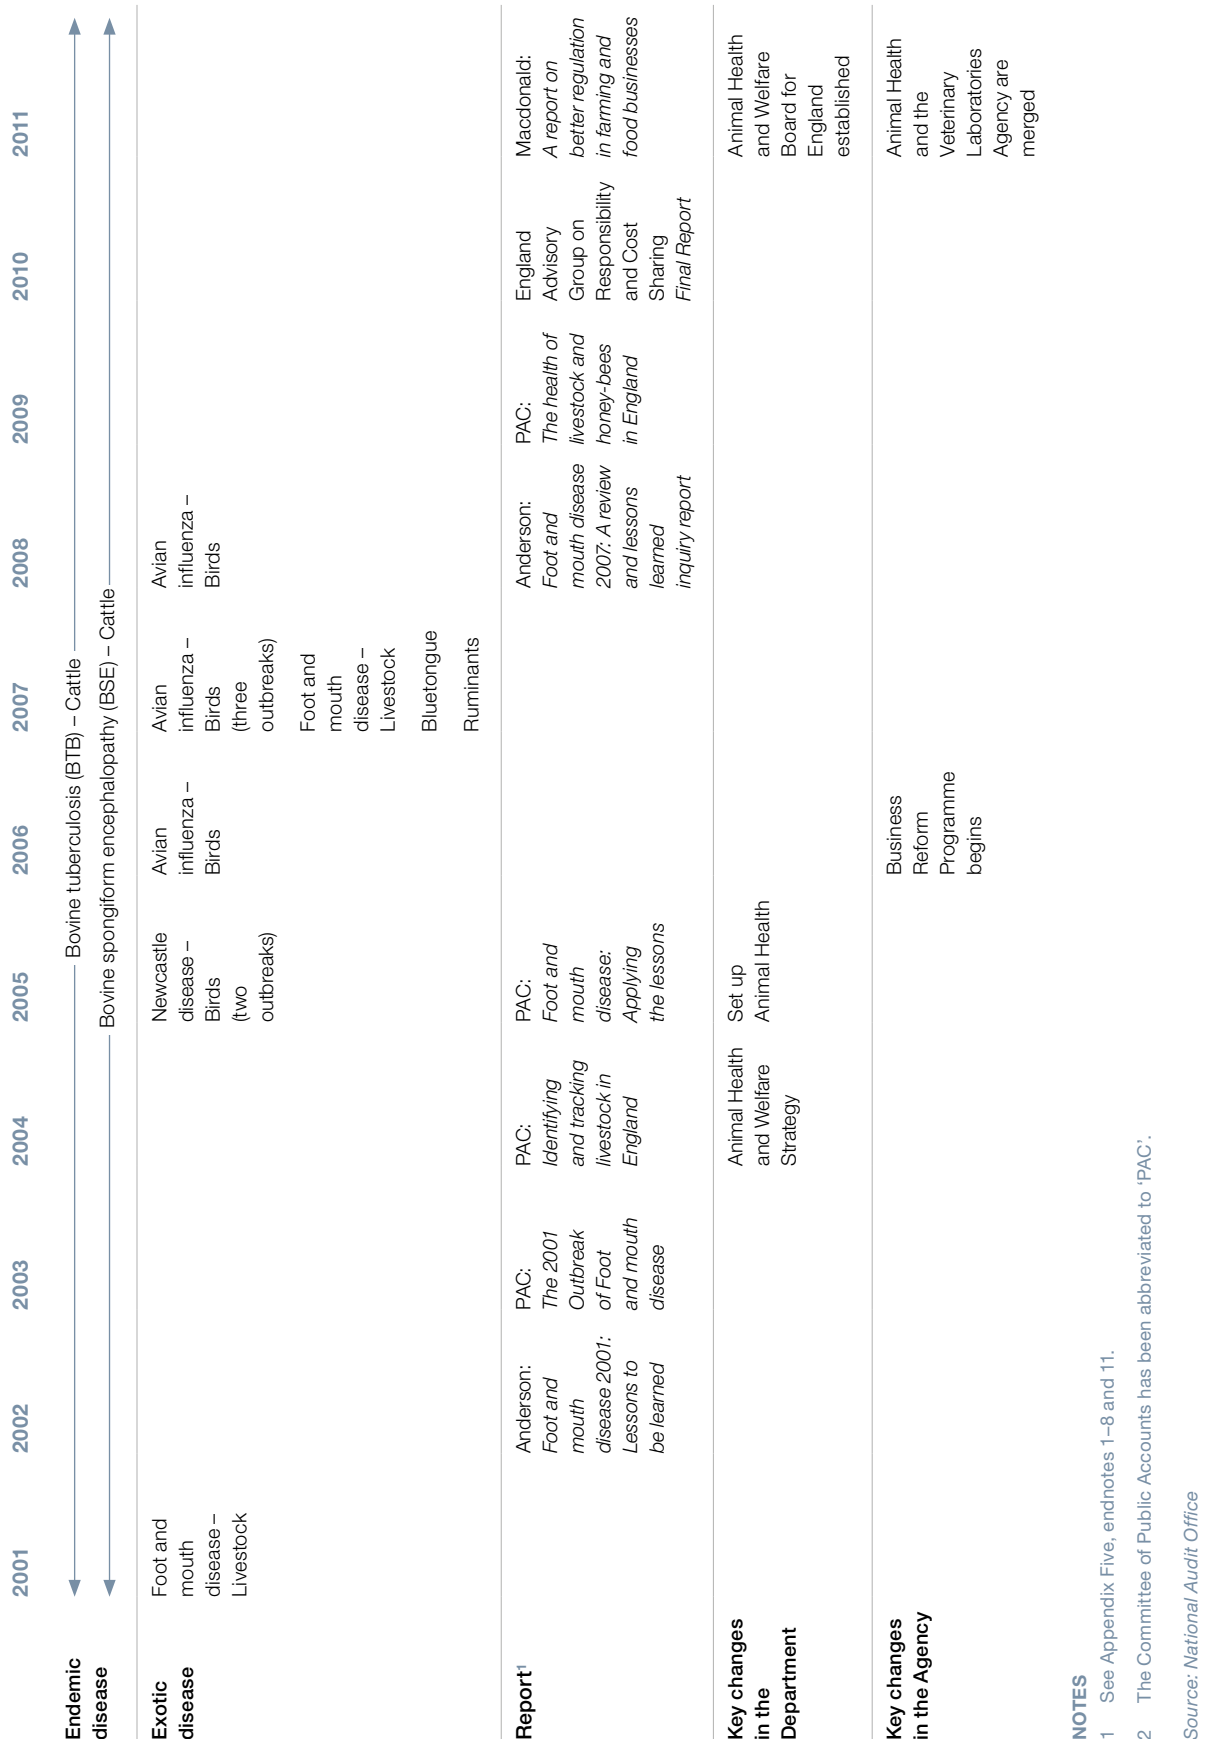 2001 2002 2003 2004 2005 2006 2007 2008 2009 2010 2011
Endemic
disease
Bovine tuberculosis (BTB) – Cattle
Bovine spongiform encephalopathy (BSE) – Cattle
Exotic
disease
Foot and
mouth
disease –
Livestock
Newcastle
disease –
Birds
(two
outbreaks)
Avian
influenza –
Birds
Avian
influenza –
Birds
(three
outbreaks)
Foot and
mouth
disease –
Livestock
Bluetongue
Ruminants
Avian
influenza –
Birds
Report¹
Anderson:
Foot and
mouth
disease 2001:
Lessons to
be learned
PAC:
The 2001
Outbreak
of Foot
and mouth
disease
PAC:
Identifying
and tracking
livestock in
England
PAC:
Foot and
mouth
disease:
Applying
the lessons
Anderson:
Foot and
mouth disease
2007: A review
and lessons
learned
inquiry report
PAC:
The health of
livestock and
honey-bees
in England
England
Advisory
Group on
Responsibility
and Cost
Sharing
Final Report
Macdonald:
A report on
better regulation
in farming and
food businesses
Key changes
in the
Department
Animal Health
and Welfare
Strategy
Set up
Animal Health
Animal Health
and Welfare
Board for
England
established
Key changes
in the Agency
Business
Reform
Programme
begins
Animal Health
and the
Veterinary
Laboratories
Agency are
merged
NOTES
1 See Appendix Five, endnotes 1–8 and 11.
2 The Committee of Public Accounts has been abbreviated to ‘PAC’.
Source: National Audit Office